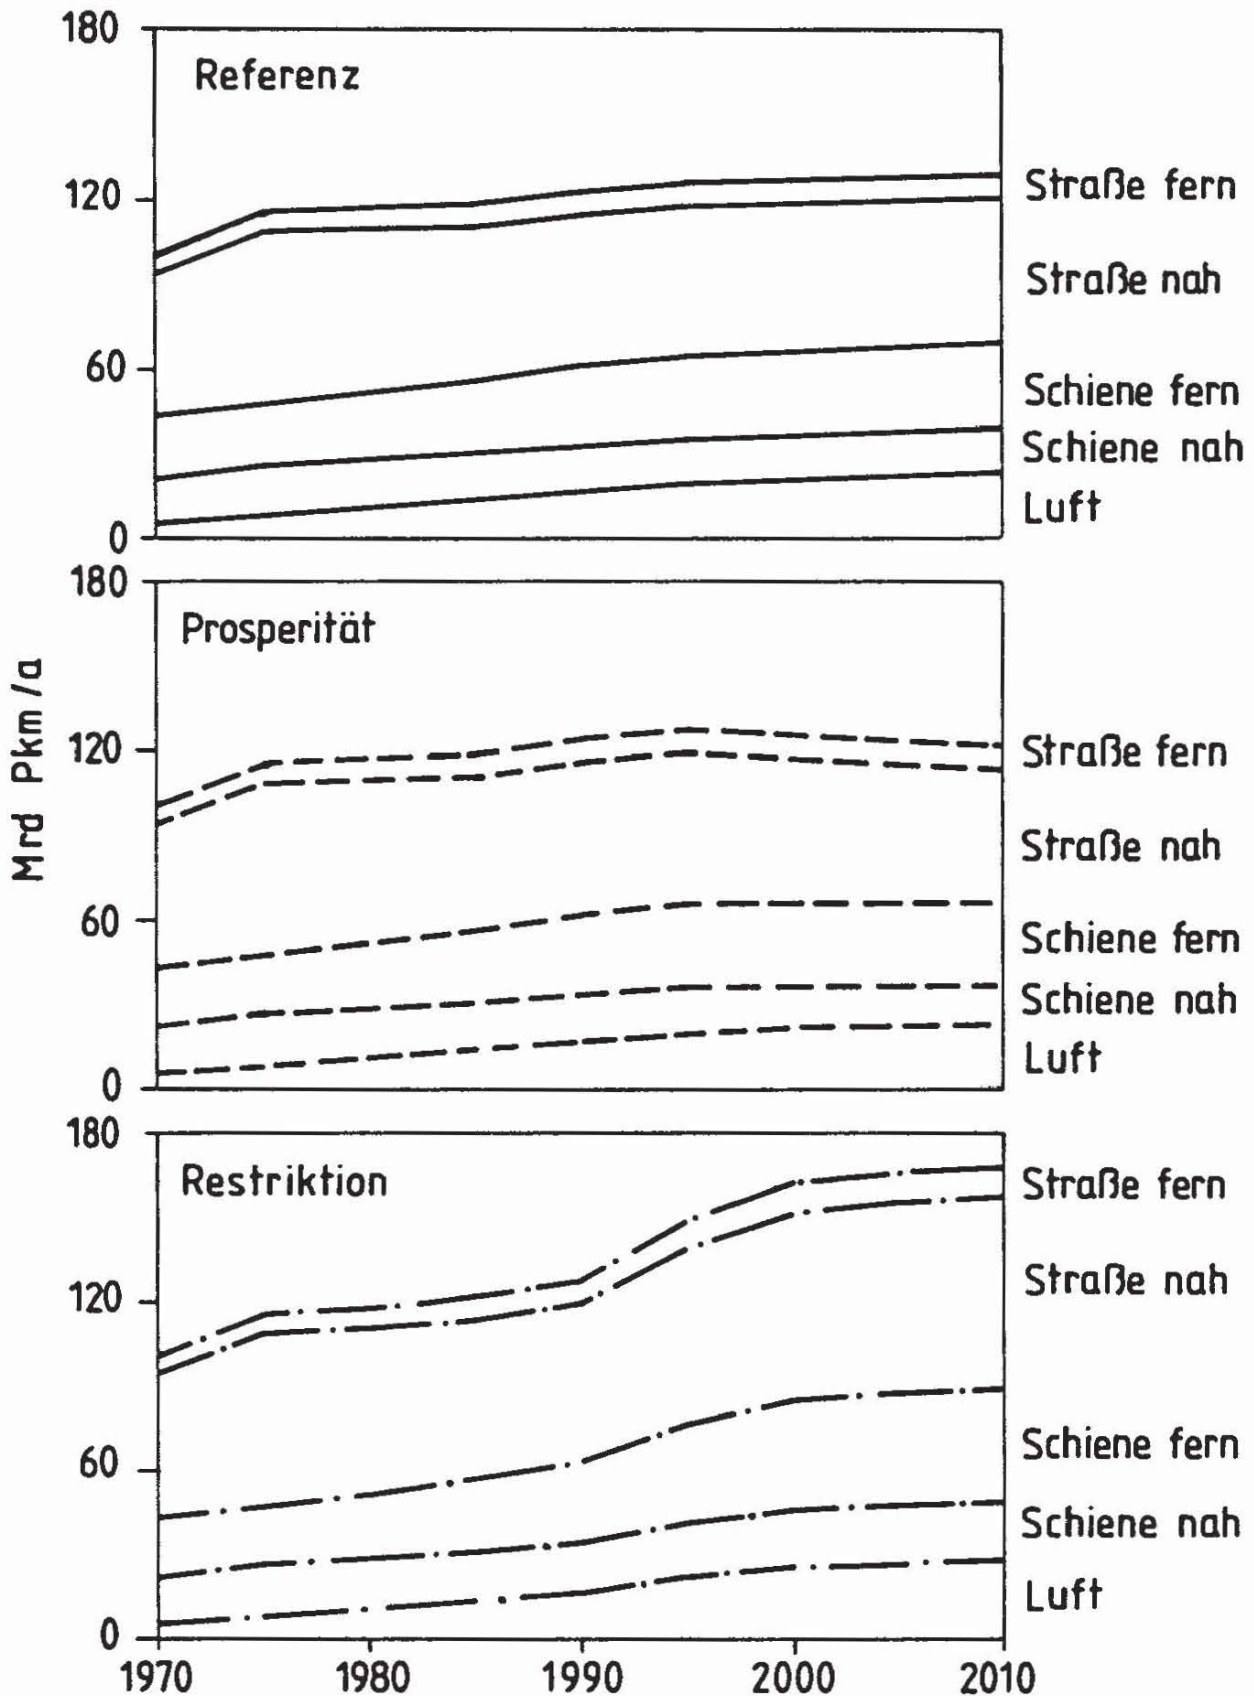 180
Referenz
120
Straße fern
Straße nah
60
Schiene fern
Schiene nah
Luft
0
Mrd Pkm/a
180
Prosperität
120
Straße fern
Straße nah
60
Schiene fern
Schiene nah
Luft
0
180
Restriktion
Straße fern
120
Straße nah
60
Schiene fern
Schiene nah
Luft
0
1970 1980 1990 2000 2010